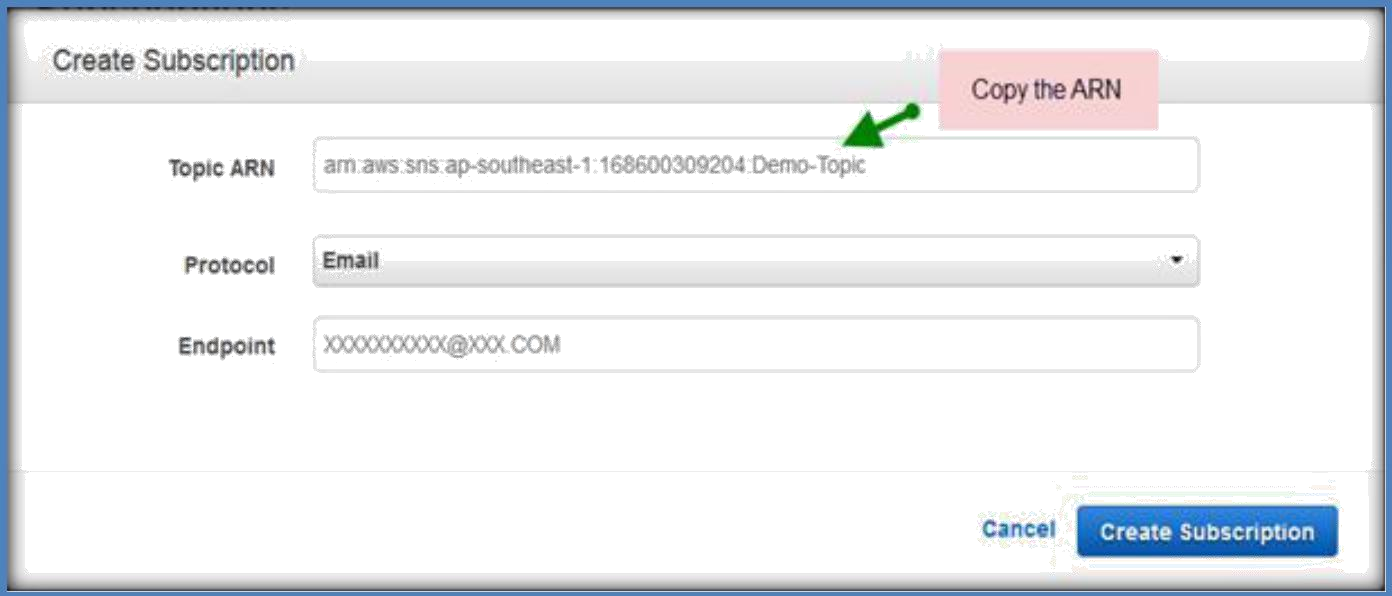 Create Subscription
Copy the ARN
Topic ARN
arn:aws:sns:ap-southeast-1:168600309204:Demo-Topic
Protocol
Email
Endpoint
XXXXXXXXXX@XXX.COM
Cancel
Create Subscription